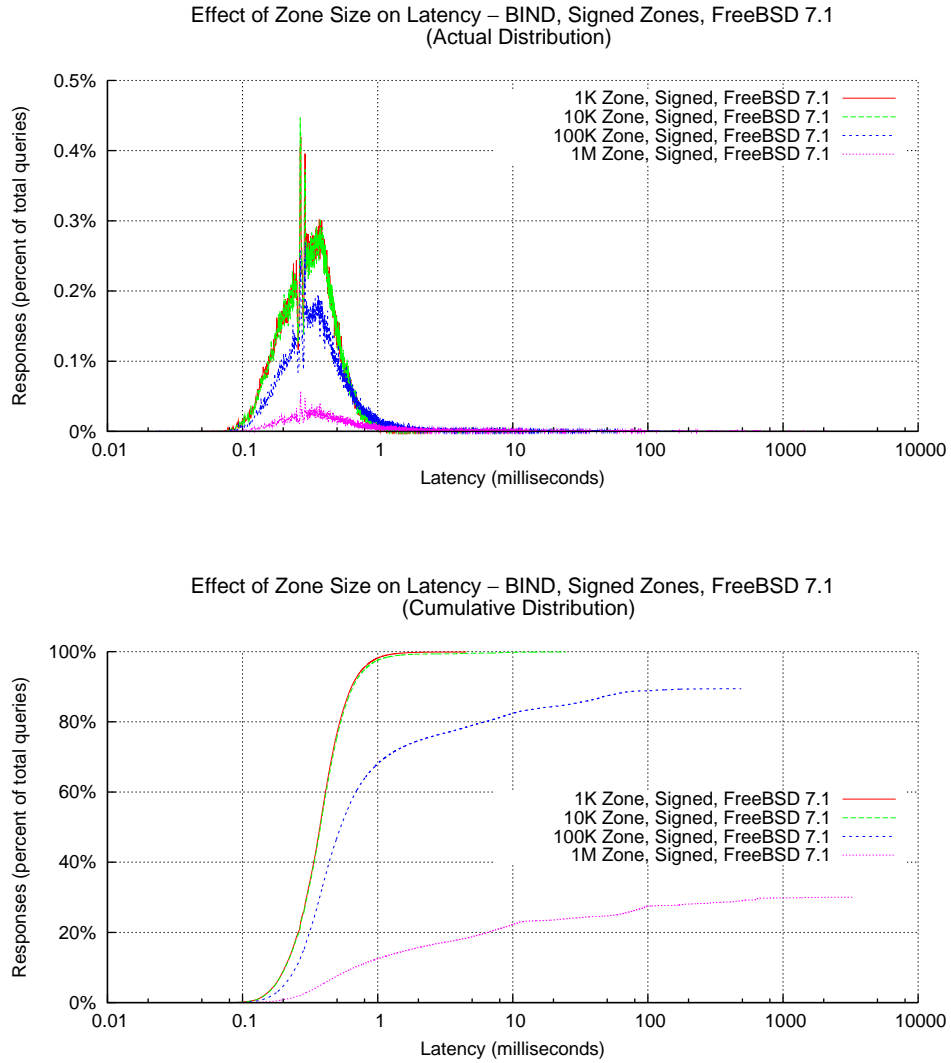 Effect of Zone Size on Latency – BIND, Signed Zones, FreeBSD 7.1
(Actual Distribution)
0.5%
0.4%
0.3%
0.2%
0.1%
0%
Responses (percent of total queries)
1K Zone, Signed, FreeBSD 7.1
10K Zone, Signed, FreeBSD 7.1
100K Zone, Signed, FreeBSD 7.1
1M Zone, Signed, FreeBSD 7.1
0.01 0.1 1 10 100 1000 10000
Latency (milliseconds)
Effect of Zone Size on Latency – BIND, Signed Zones, FreeBSD 7.1
(Cumulative Distribution)
100%
80%
60%
40%
20%
0%
Responses (percent of total queries)
1K Zone, Signed, FreeBSD 7.1
10K Zone, Signed, FreeBSD 7.1
100K Zone, Signed, FreeBSD 7.1
1M Zone, Signed, FreeBSD 7.1
0.01 0.1 1 10 100 1000 10000
Latency (milliseconds)